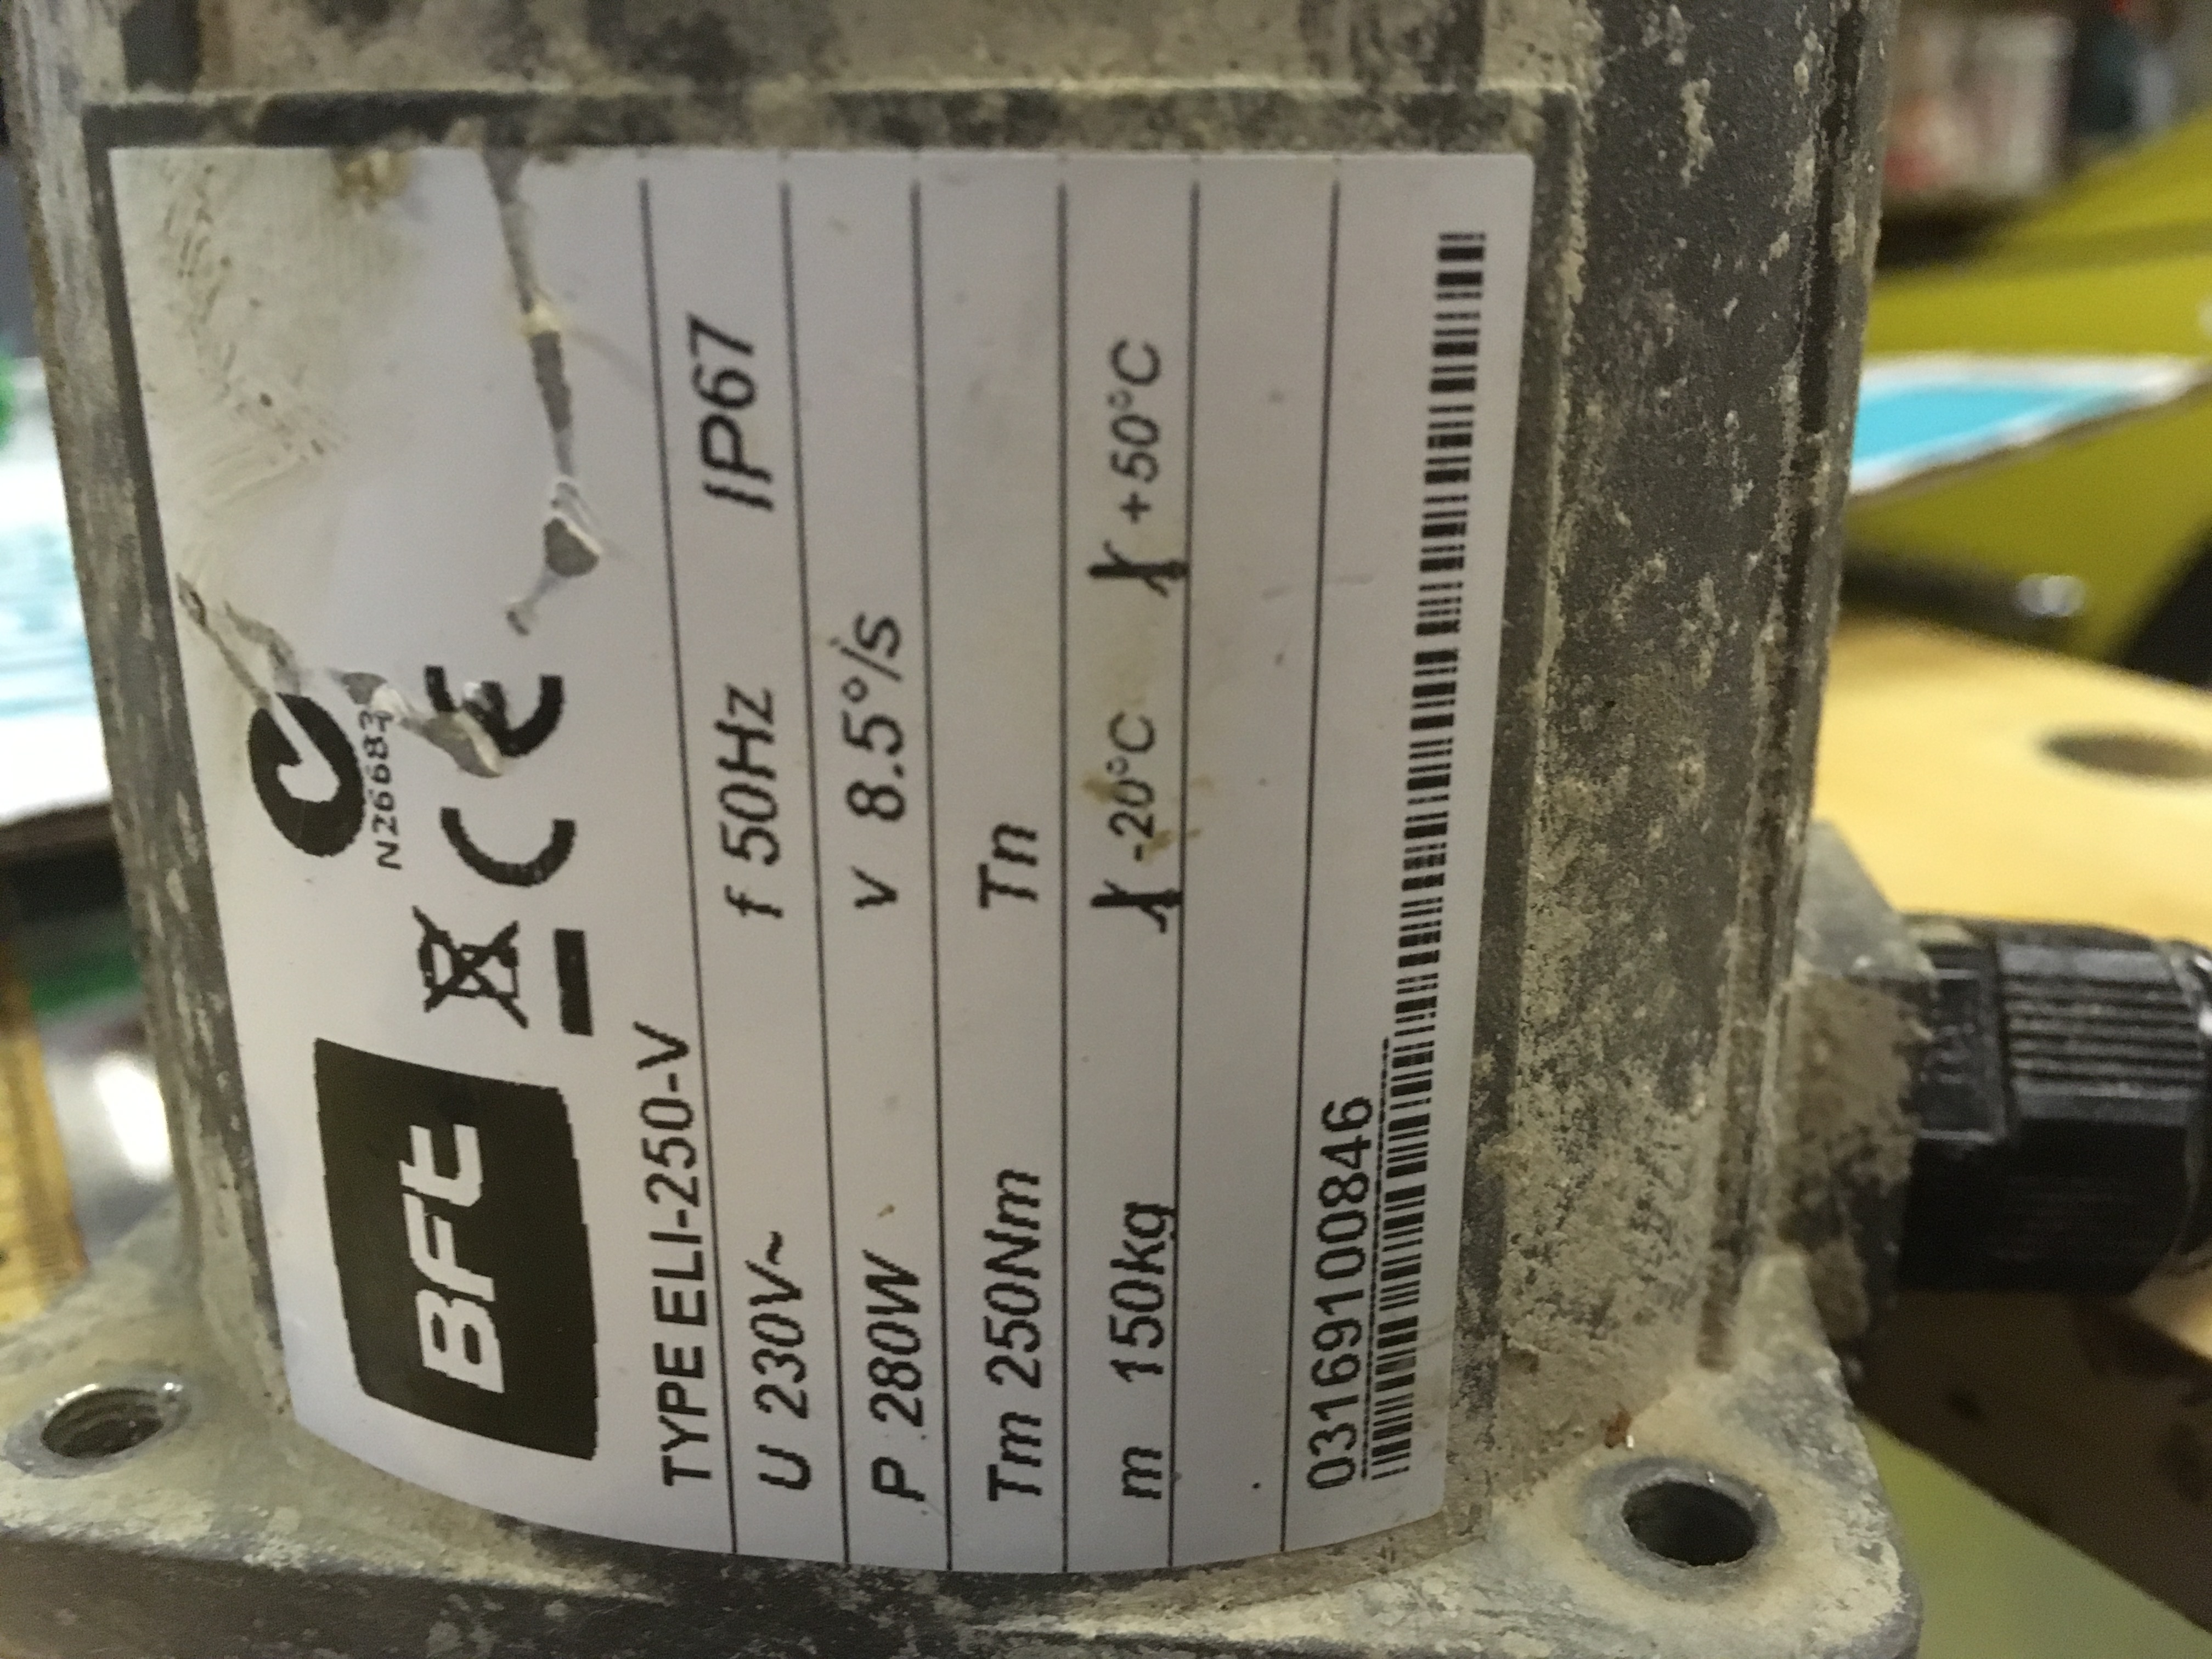 BFt
N26683
CE
TYPE ELI-250-V
U 230V~ f 50Hz IP67
P 280W v 8.5°/s
Tm 250Nm Tn
m 150kg -20°C +50°C
03169100846